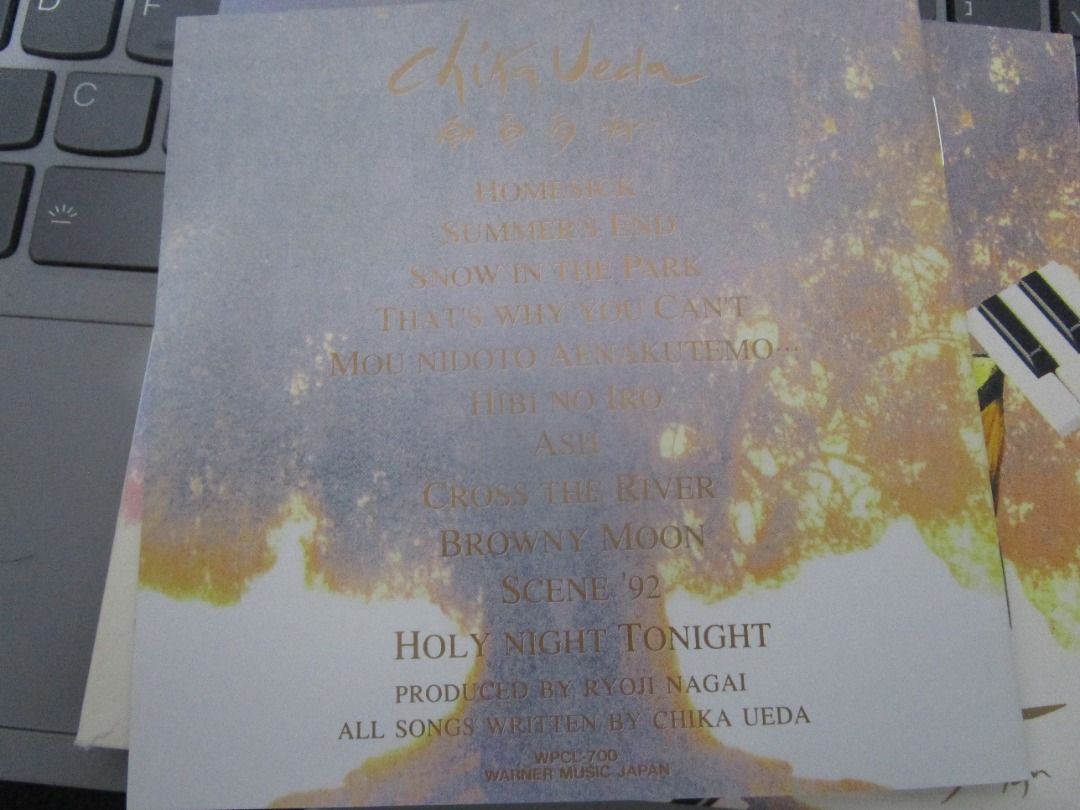 D
F
C
Chika Ueda
HOMESICK
SUMMER'S END
SNOW IN THE PARK
THAT'S WHY YOU CAN'T
MOU NIDOTO AENAKUTEMO…
HIBI NO IRO
ASH
CROSS THE RIVER
BROWNY MOON
SCENE '92
HOLY NIGHT TONIGHT
PRODUCED BY RYOJI NAGAI
ALL SONGS WRITTEN BY CHIKA UEDA
WPCL-700
WARNER MUSIC JAPAN